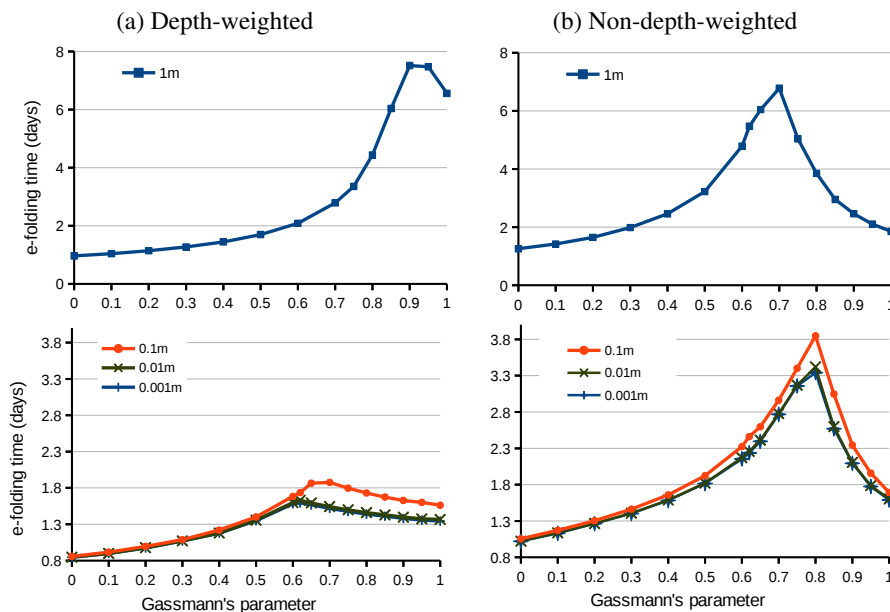 (a) Depth-weighted
(b) Non-depth-weighted
8
6
4
2
0
e-folding time (days)
1m
0 0.1 0.2 0.3 0.4 0.5 0.6 0.7 0.8 0.9 1
8
6
4
2
0
1m
0 0.1 0.2 0.3 0.4 0.5 0.6 0.7 0.8 0.9 1
3.8
3.3
2.8
2.3
1.8
1.3
0.8
e-folding time (days)
0.1m
0.01m
0.001m
0 0.1 0.2 0.3 0.4 0.5 0.6 0.7 0.8 0.9 1
Gassmann's parameter
3.8
3.3
2.8
2.3
1.8
1.3
0.8
0.1m
0.01m
0.001m
0 0.1 0.2 0.3 0.4 0.5 0.6 0.7 0.8 0.9 1
Gassmann's parameter